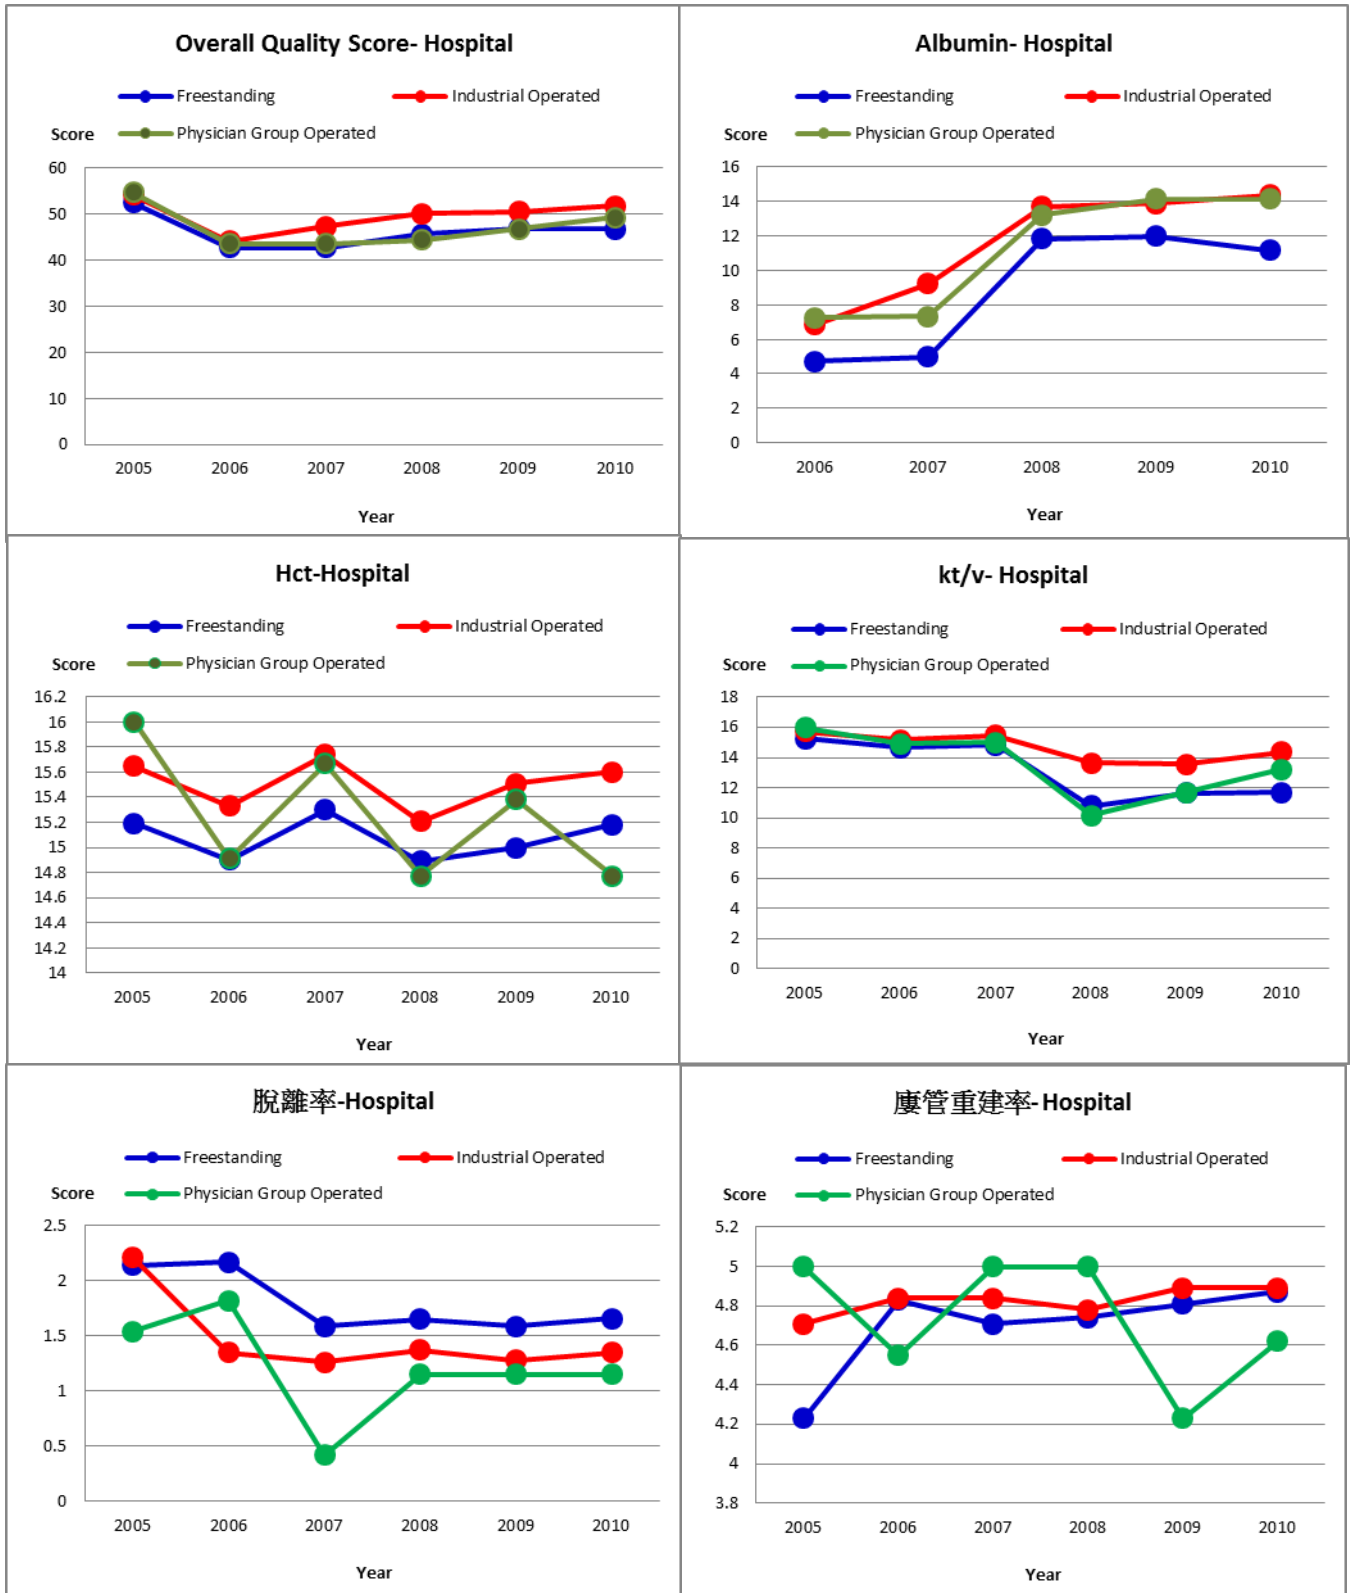 Overall Quality Score- Hospital
Freestanding
Industrial Operated
Score
Physician Group Operated
60
50
40
30
20
10
0
2005 2006 2007 2008 2009 2010
Year
Albumin- Hospital
Freestanding
Industrial Operated
Score
Physician Group Operated
16
14
12
10
8
6
4
2
0
2006 2007 2008 2009 2010
Year
Hct-Hospital
Freestanding
Industrial Operated
Score
Physician Group Operated
16.2
16
15.8
15.6
15.4
15.2
15
14.8
14.6
14.4
14.2
14
2005 2006 2007 2008 2009 2010
Year
kt/v- Hospital
Freestanding
Industrial Operated
Score
Physician Group Operated
18
16
14
12
10
8
6
4
2
0
2005 2006 2007 2008 2009 2010
Year
脫離率-Hospital
Freestanding
Industrial Operated
Score
Physician Group Operated
2.5
2
1.5
1
0.5
0
2005 2006 2007 2008 2009 2010
Year
廔管重建率- Hospital
Freestanding
Industrial Operated
Score
Physician Group Operated
5.2
5
4.8
4.6
4.4
4.2
4
3.8
2005 2006 2007 2008 2009 2010
Year